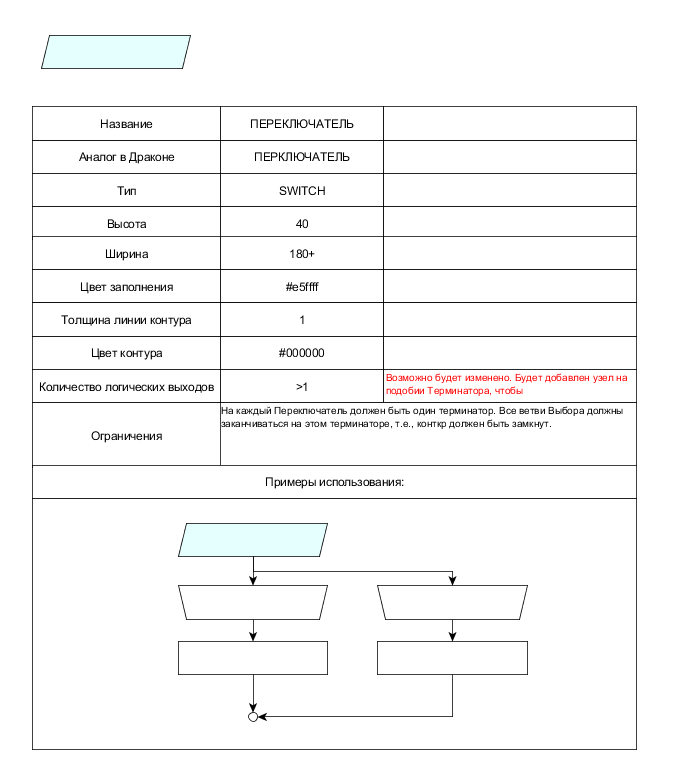 Название
ПЕРЕКЛЮЧАТЕЛЬ
Аналог в Драконе
ПЕРКЛЮЧАТЕЛЬ
Тип
SWITCH
Высота
40
Ширина
180+
Цвет заполнения
#e5ffff
Толщина линии контура
1
Цвет контура
#000000
Количество логических выходов
>1
Возможно будет изменено. Будет добавлен узел на
подобии Терминатора, чтобы
Ограничения
На каждый Переключатель должен быть один терминатор. Все ветви Выбора должны
заканчиваться на этом терминаторе, т.е.,конткр должен быть замкнут.
Примеры использования: